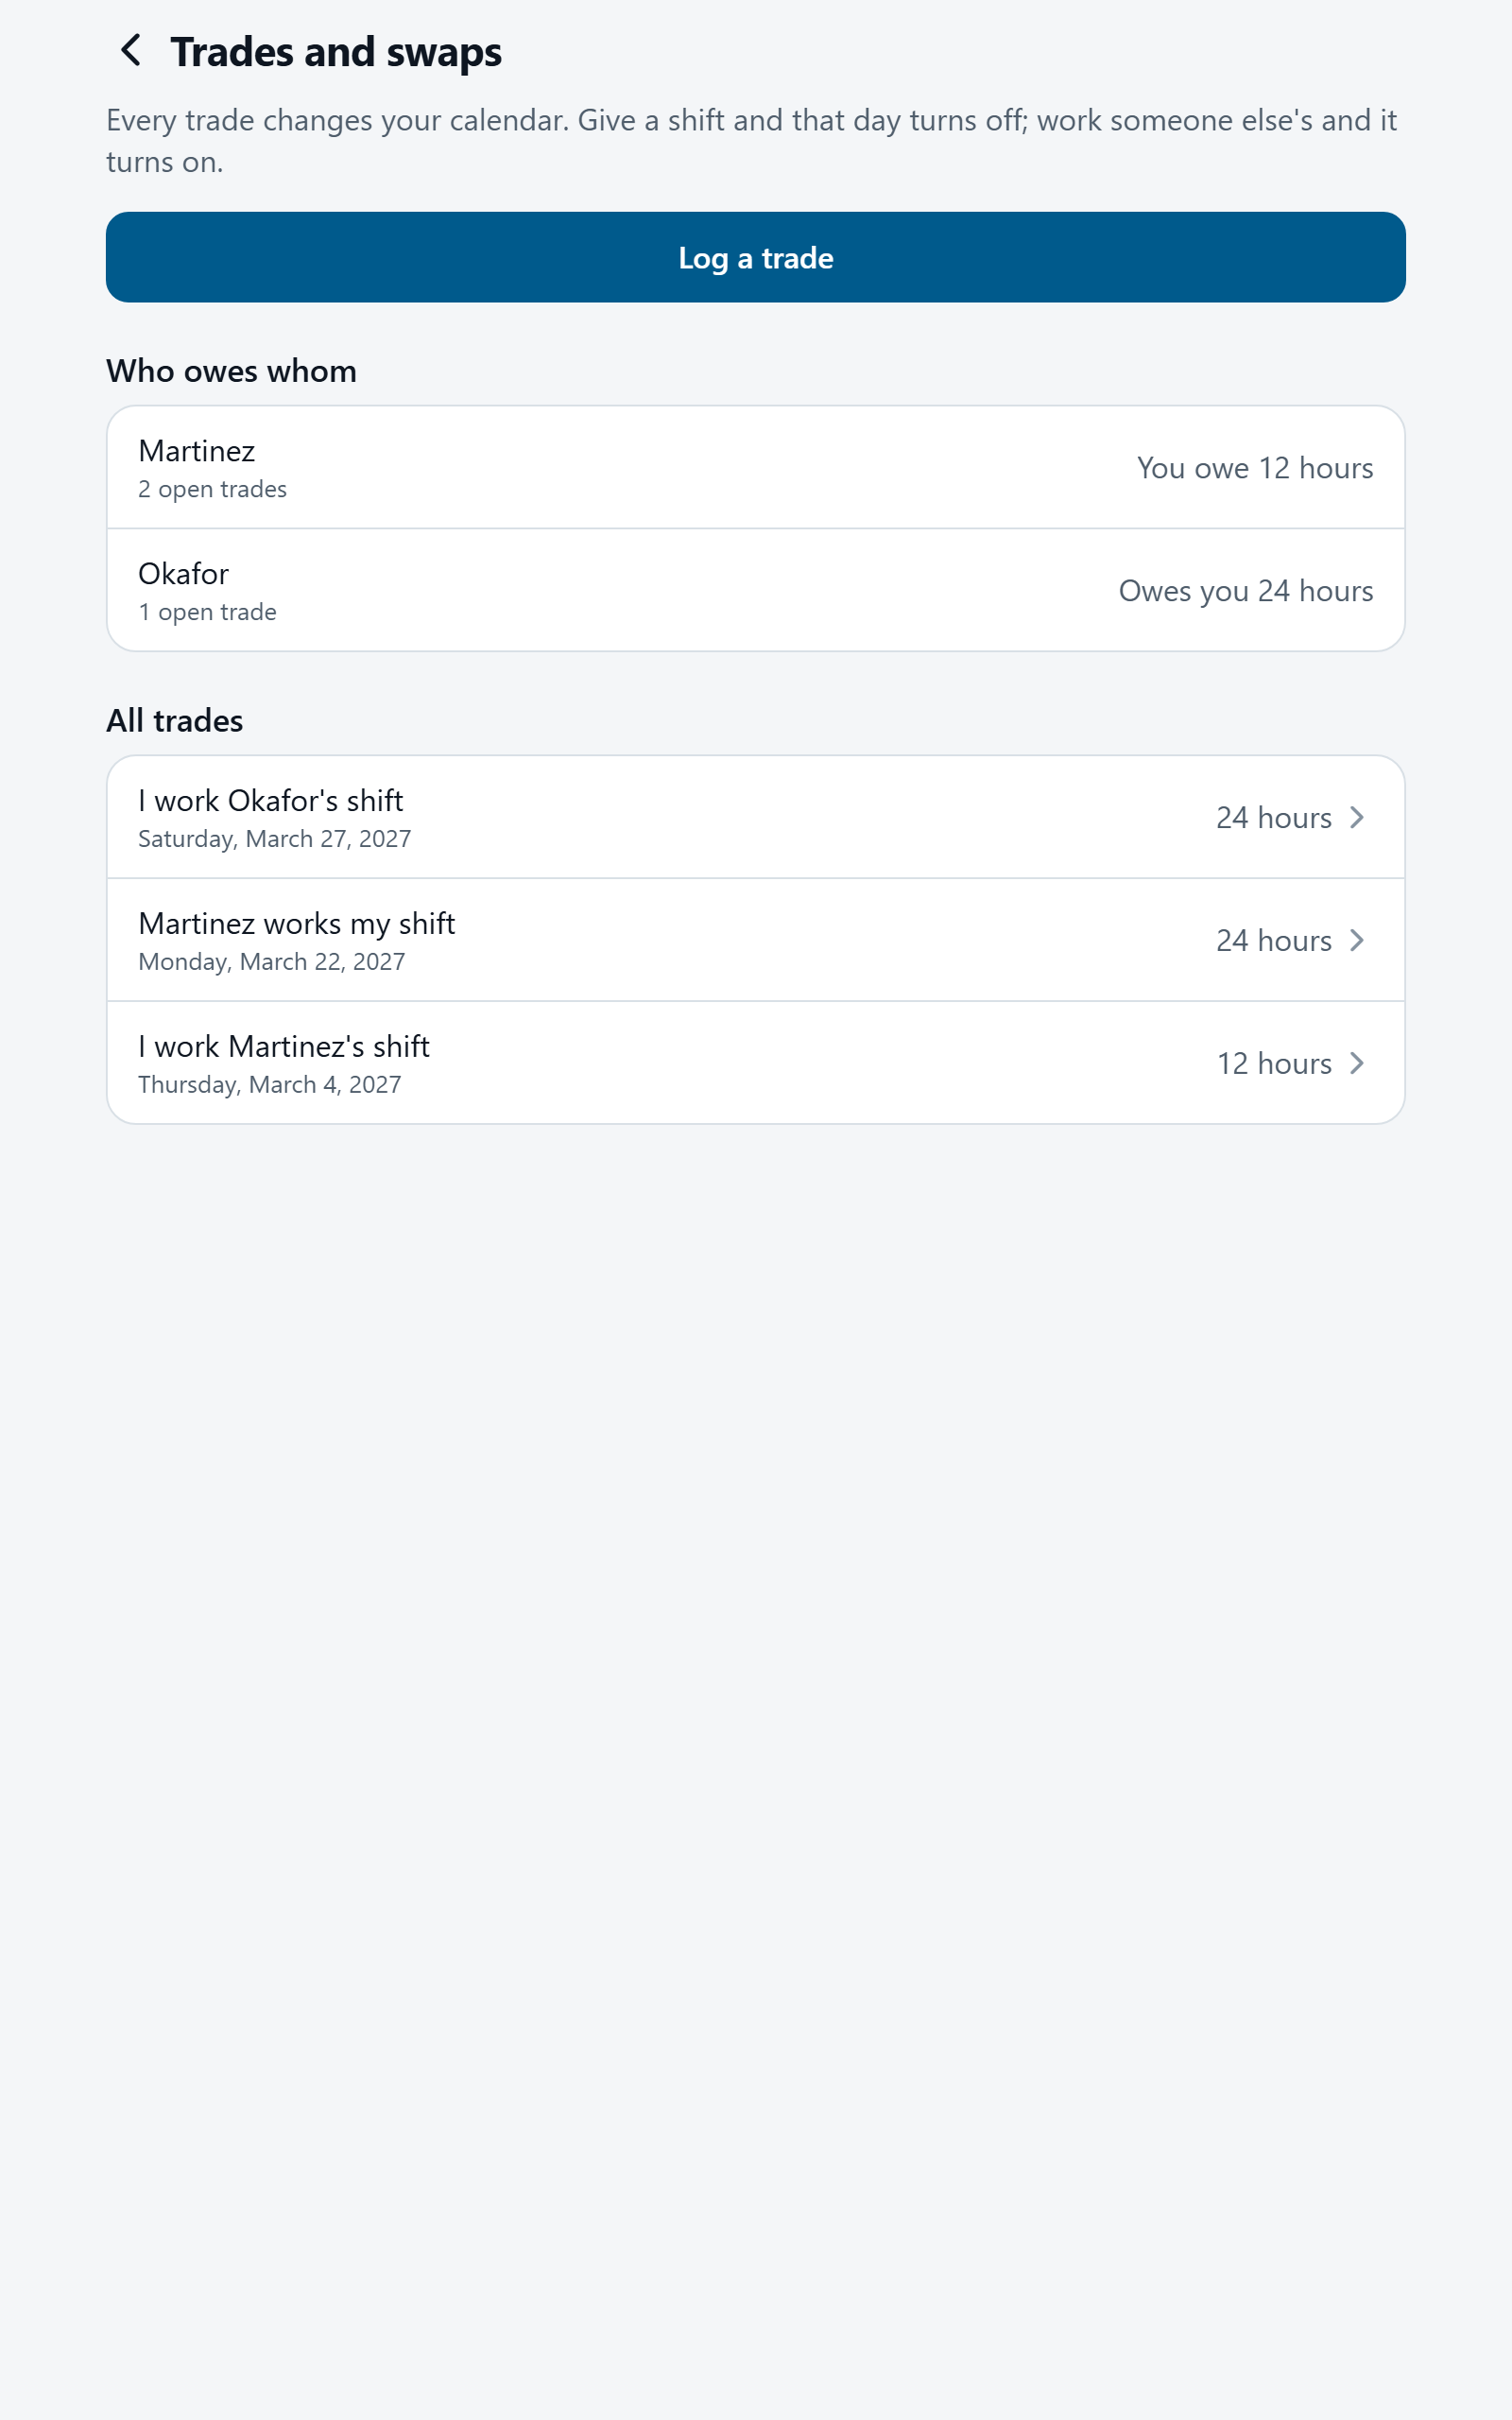 Trades and swaps
Every trade changes your calendar. Give a shift and that day turns off; work someone else's and it
turns on.
Log a trade
Who owes whom
Martinez
2 open trades
You owe 12 hours
Okafor
1 open trade
Owes you 24 hours
All trades
I work Okafor's shift
Saturday, March 27, 2027
24 hours
Martinez works my shift
Monday, March 22, 2027
24 hours
I work Martinez's shift
Thursday, March 4, 2027
12 hours